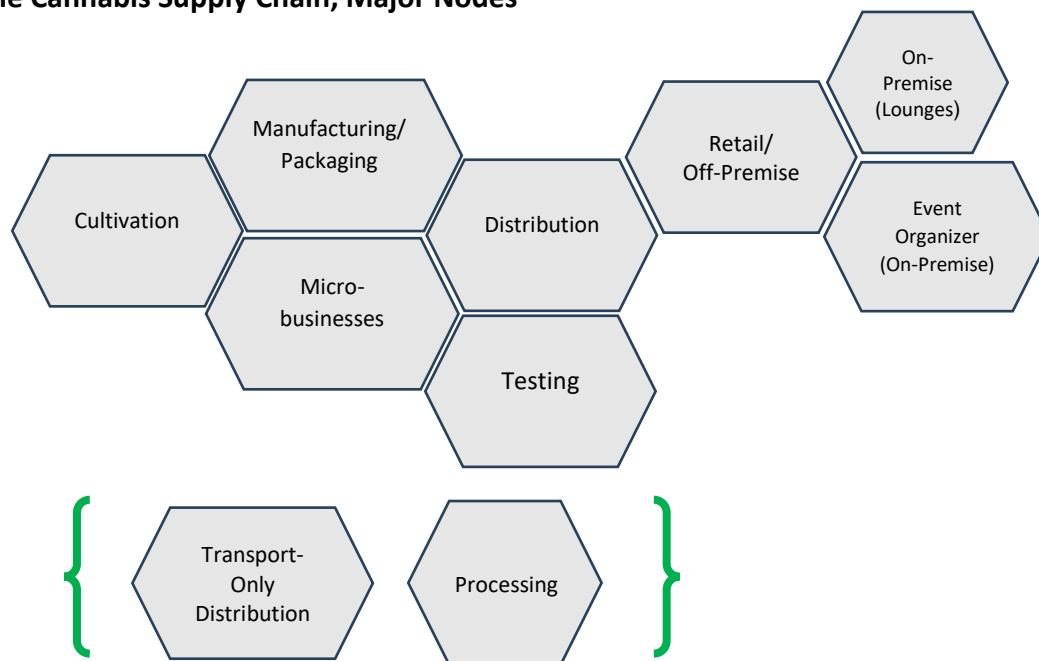 Cannabis Supply Chain, Major Nodes
On-
Premise
(Lounges)
Manufacturing/
Packaging
Retail/
Off-Premise
Cultivation
Distribution
Event
Organizer
(On-Premise)
Micro-
businesses
Testing
Transport-
Only
Distribution
Processing